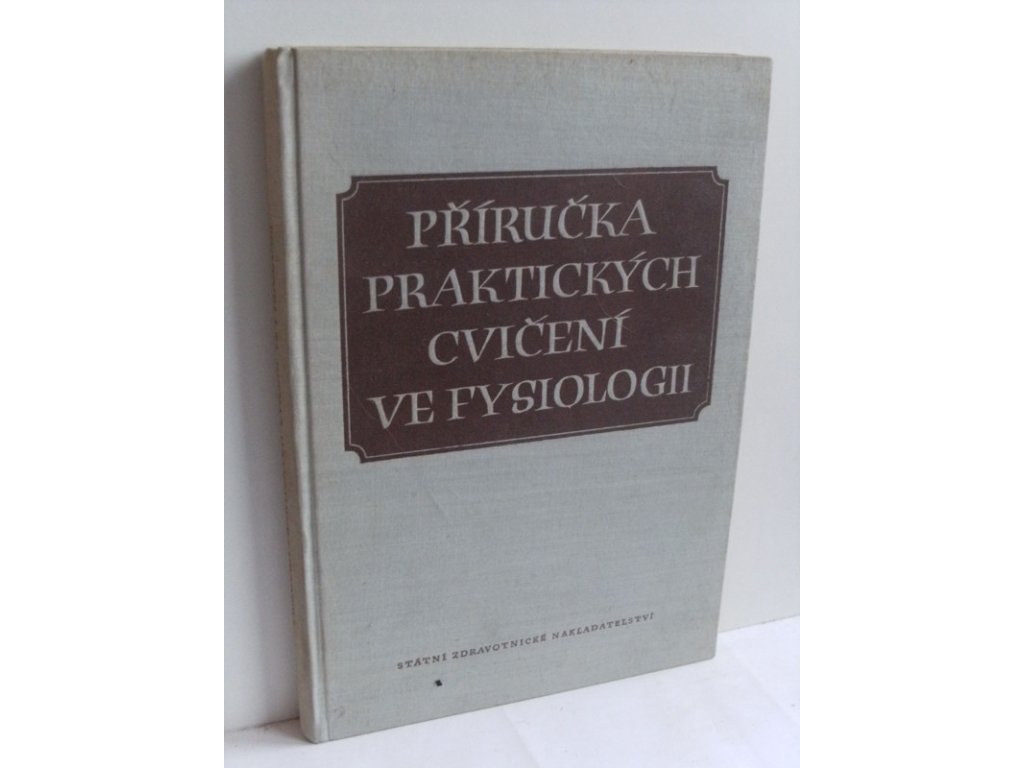 PŘÍRUČKA
PRAKTICKÝCH
CVIČENÍ
VE FYSIOLOGII
STÁTNÍ ZDRAVOTNICKÉ NAKLADATELSTVÍ